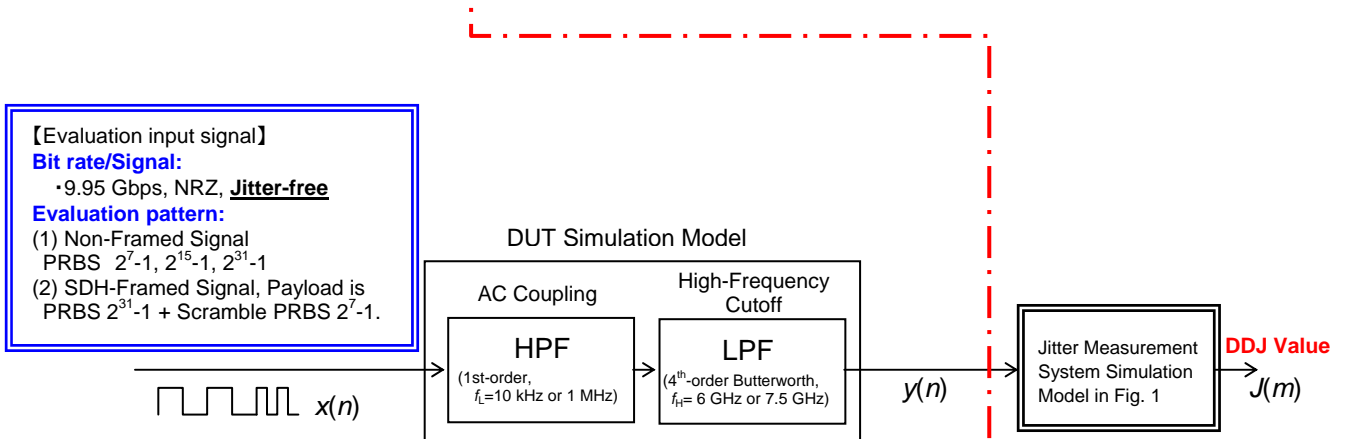 【Evaluation input signal】
Bit rate/Signal:
・9.95 Gbps, NRZ, Jitter-free
Evaluation pattern:
(1) Non-Framed Signal
PRBS 2^7-1, 2^15-1, 2^31-1
(2) SDH-Framed Signal, Payload is
PRBS 2^31-1 + Scramble PRBS 2^7-1.
x(n)
DUT Simulation Model
AC Coupling
HPF
(1st-order,
f_L=10 kHz or 1 MHz)
High-Frequency
Cutoff
LPF
(4^th-order Butterworth,
f_H= 6 GHz or 7.5 GHz)
y(n)
Jitter Measurement
System Simulation
Model in Fig. 1
DDJ Value
J(m)